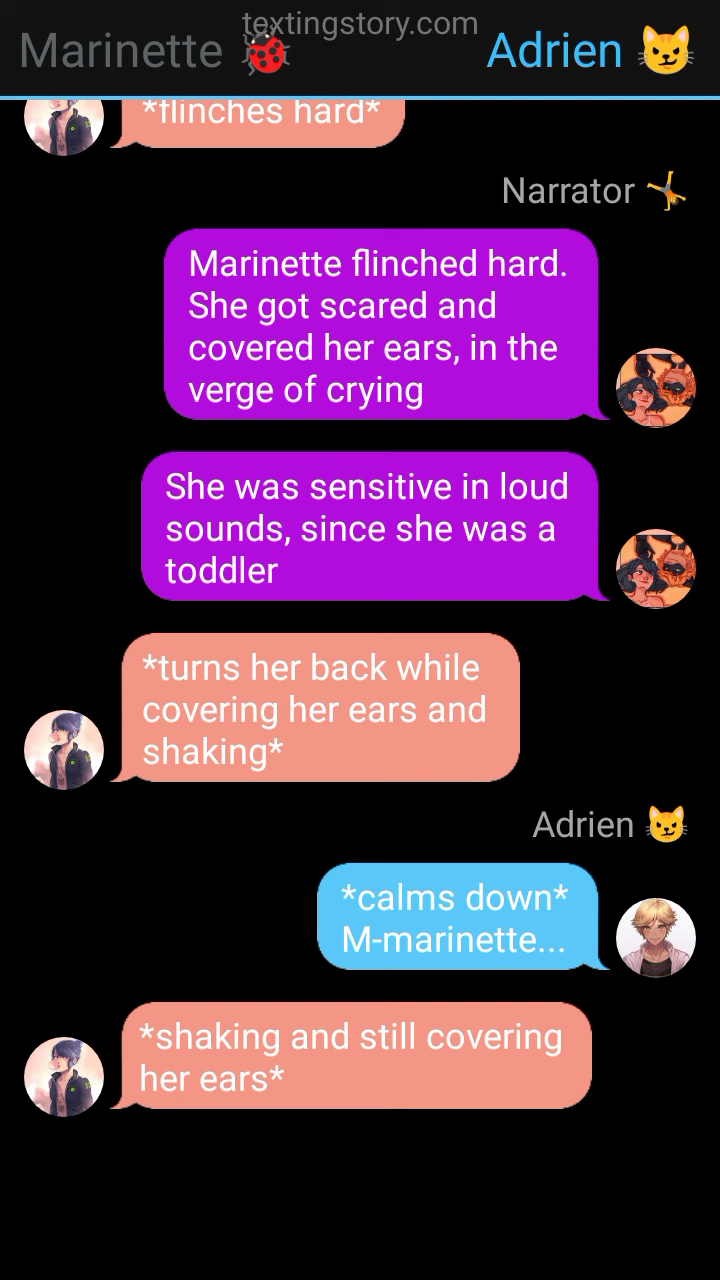 textingstory.com
Marinette 🐞 Adrien 😼
*flinches hard*
Narrator 🤸
Marinette flinched hard.
She got scared and
covered her ears, in the
verge of crying
She was sensitive in loud
sounds, since she was a
toddler
*turns her back while
covering her ears and
shaking*
Adrien 😼
*calms down*
M-marinette...
*shaking and still covering
her ears*